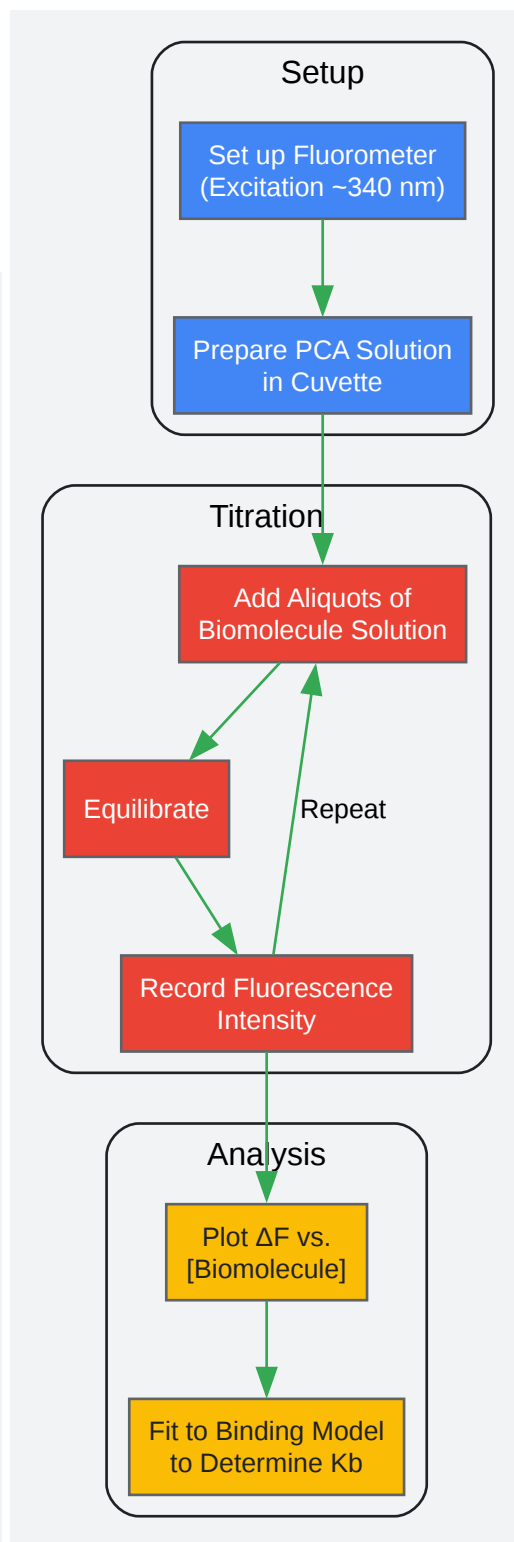 Setup
Set up Fluorometer
(Excitation ~340 nm)
Prepare PCA Solution
in Cuvette
Titration
Add Aliquots of
Biomolecule Solution
Equilibrate
Repeat
Record Fluorescence
Intensity
Analysis
Plot ΔF vs.
[Biomolecule]
Fit to Binding Model
to Determine Kb